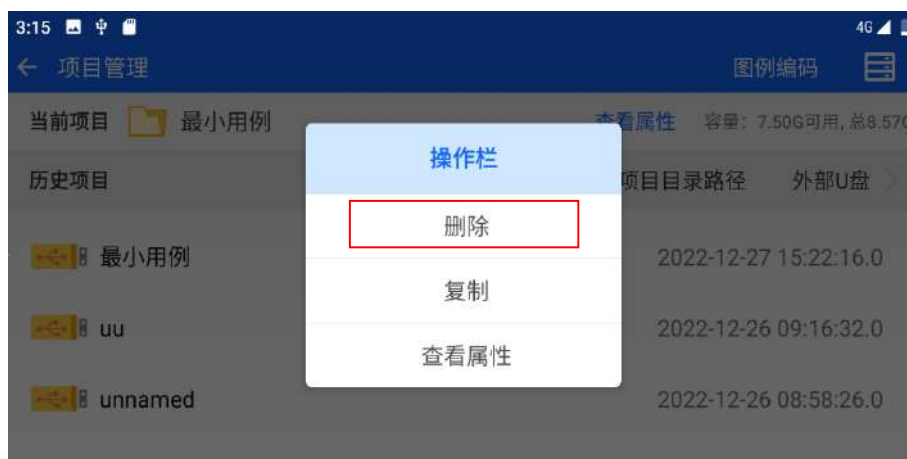 3:15 4G
项目管理 图例编码
当前项目 最小用例 查看属性 容量：7.50G可用, 总8.57G
操作栏
历史项目 项目目录路径 外部U盘
删除
最小用例 2022-12-27 15:22:16.0
复制
uu 2022-12-26 09:16:32.0
查看属性
unnamed 2022-12-26 08:58:26.0